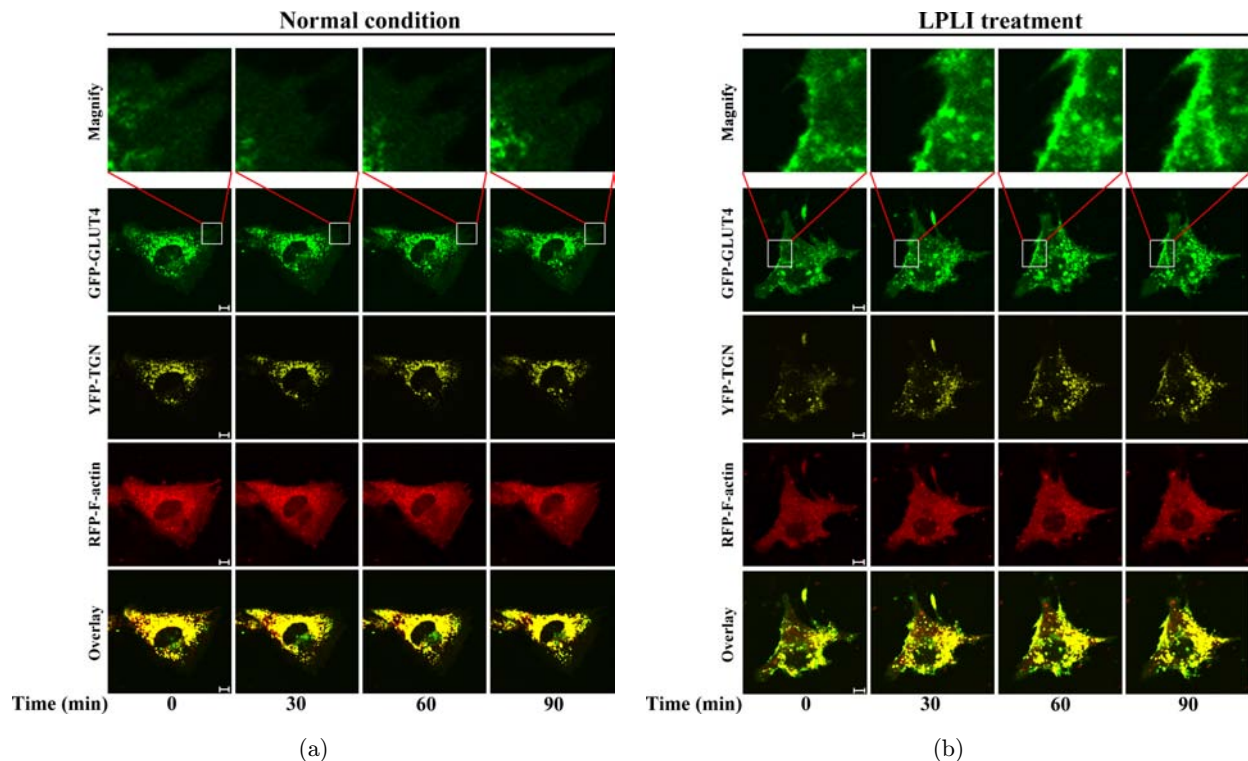 Normal condition
Magnify
GFP-GLUT4
YFP-TGN
RFP-F-actin
Overlay
Time (min) 0 30 60 90
(a)
LPLI treatment
Magnify
GFP-GLUT4
YFP-TGN
RFP-F-actin
Overlay
Time (min) 0 30 60 90
(b)